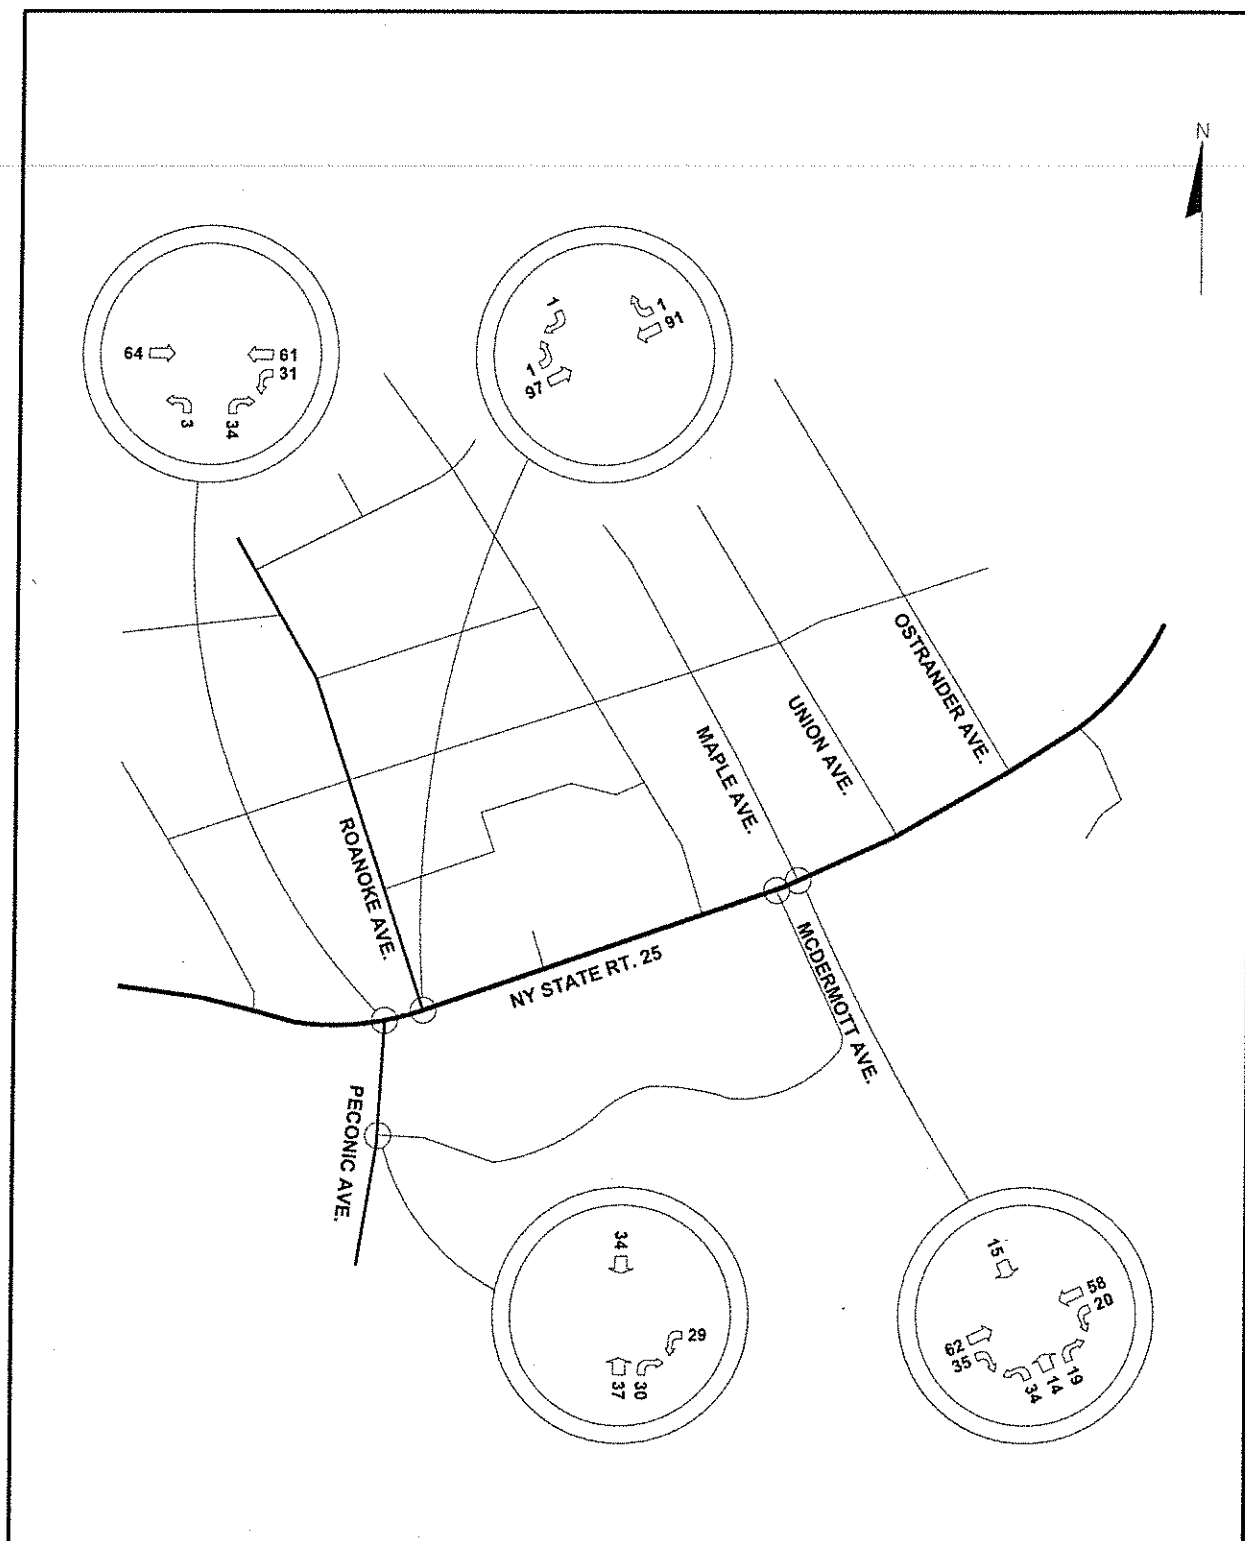 N
64
61
31
3
34
1
1
91
1
97
OSTRANDER AVE.
UNION AVE.
MAPLE AVE.
ROANOKE AVE.
NY STATE RT. 25
MCDERMOTT AVE.
PECONIC AVE.
34
29
37
30
15
58
20
62
35
34
14
19